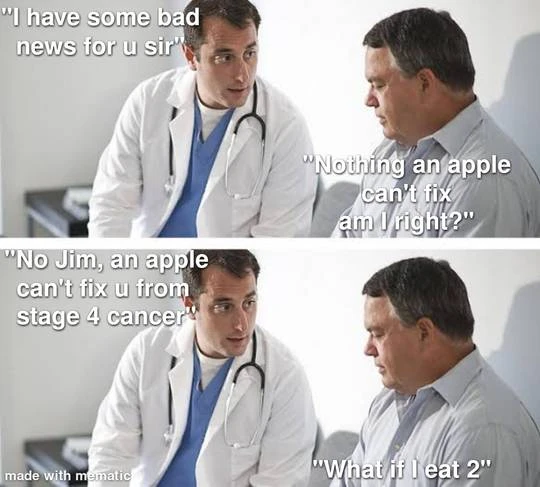 "I have some bad
news for u sir"
"Nothing an apple
can't fix
am I right?"
"No Jim, an apple
can't fix u from
stage 4 cancer"
"What if I eat 2"
made with mematic